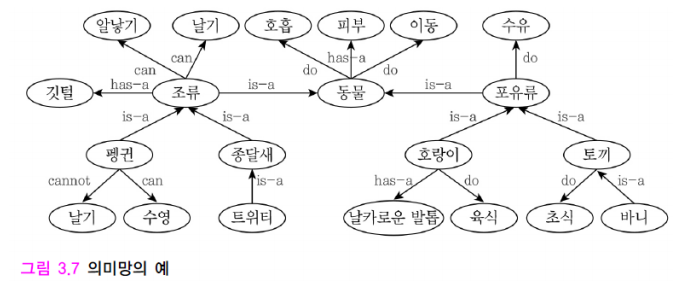 알낳기 날기 호흡 피부 이동 수유
can can do has-a do do
깃털 has-a 조류 is-a 동물 is-a 포유류
is-a is-a is-a is-a
펭귄 종달새 호랑이 토끼
cannot can is-a has-a do do is-a
날기 수영 트위티 날카로운 발톱 육식 초식 바니
그림 3.7 의미망의 예